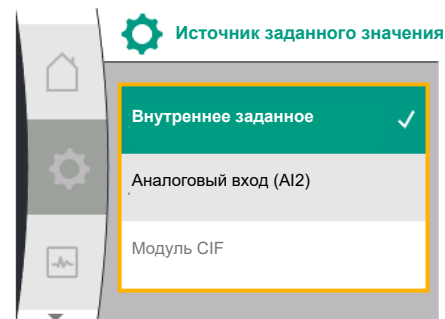 Источник заданного значения
Внутреннее заданное
Аналоговый вход (AI2)
Модуль CIF